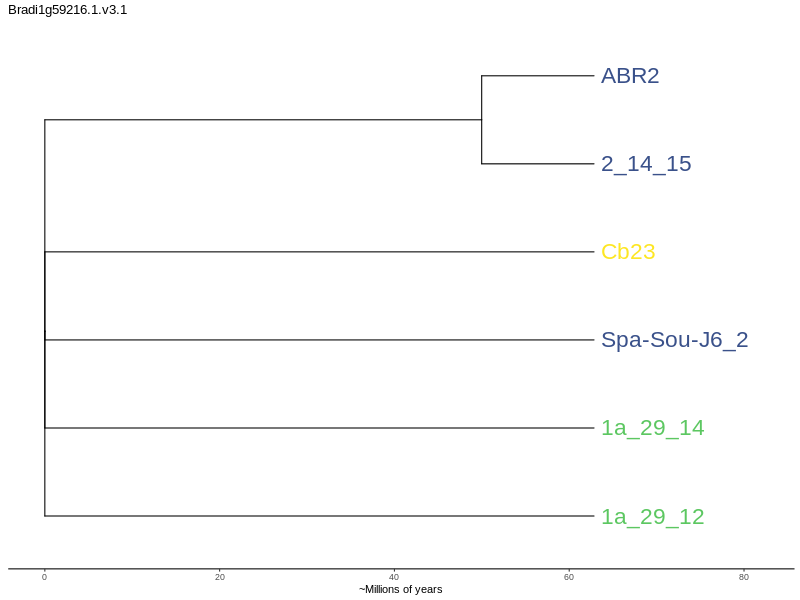 Bradi1g59216.1.v3.1
ABR2
2_14_15
Cb23
Spa-Sou-J6_2
1a_29_14
1a_29_12
0 20 40 60 80
~Millions of years